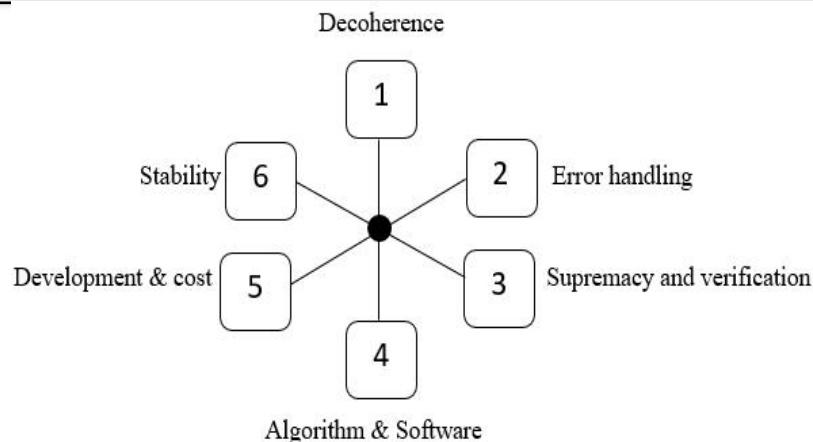 Decoherence
1
Stability
6
2
Error handling
Development & cost
5
3
Supremacy and verification
4
Algorithm & Software